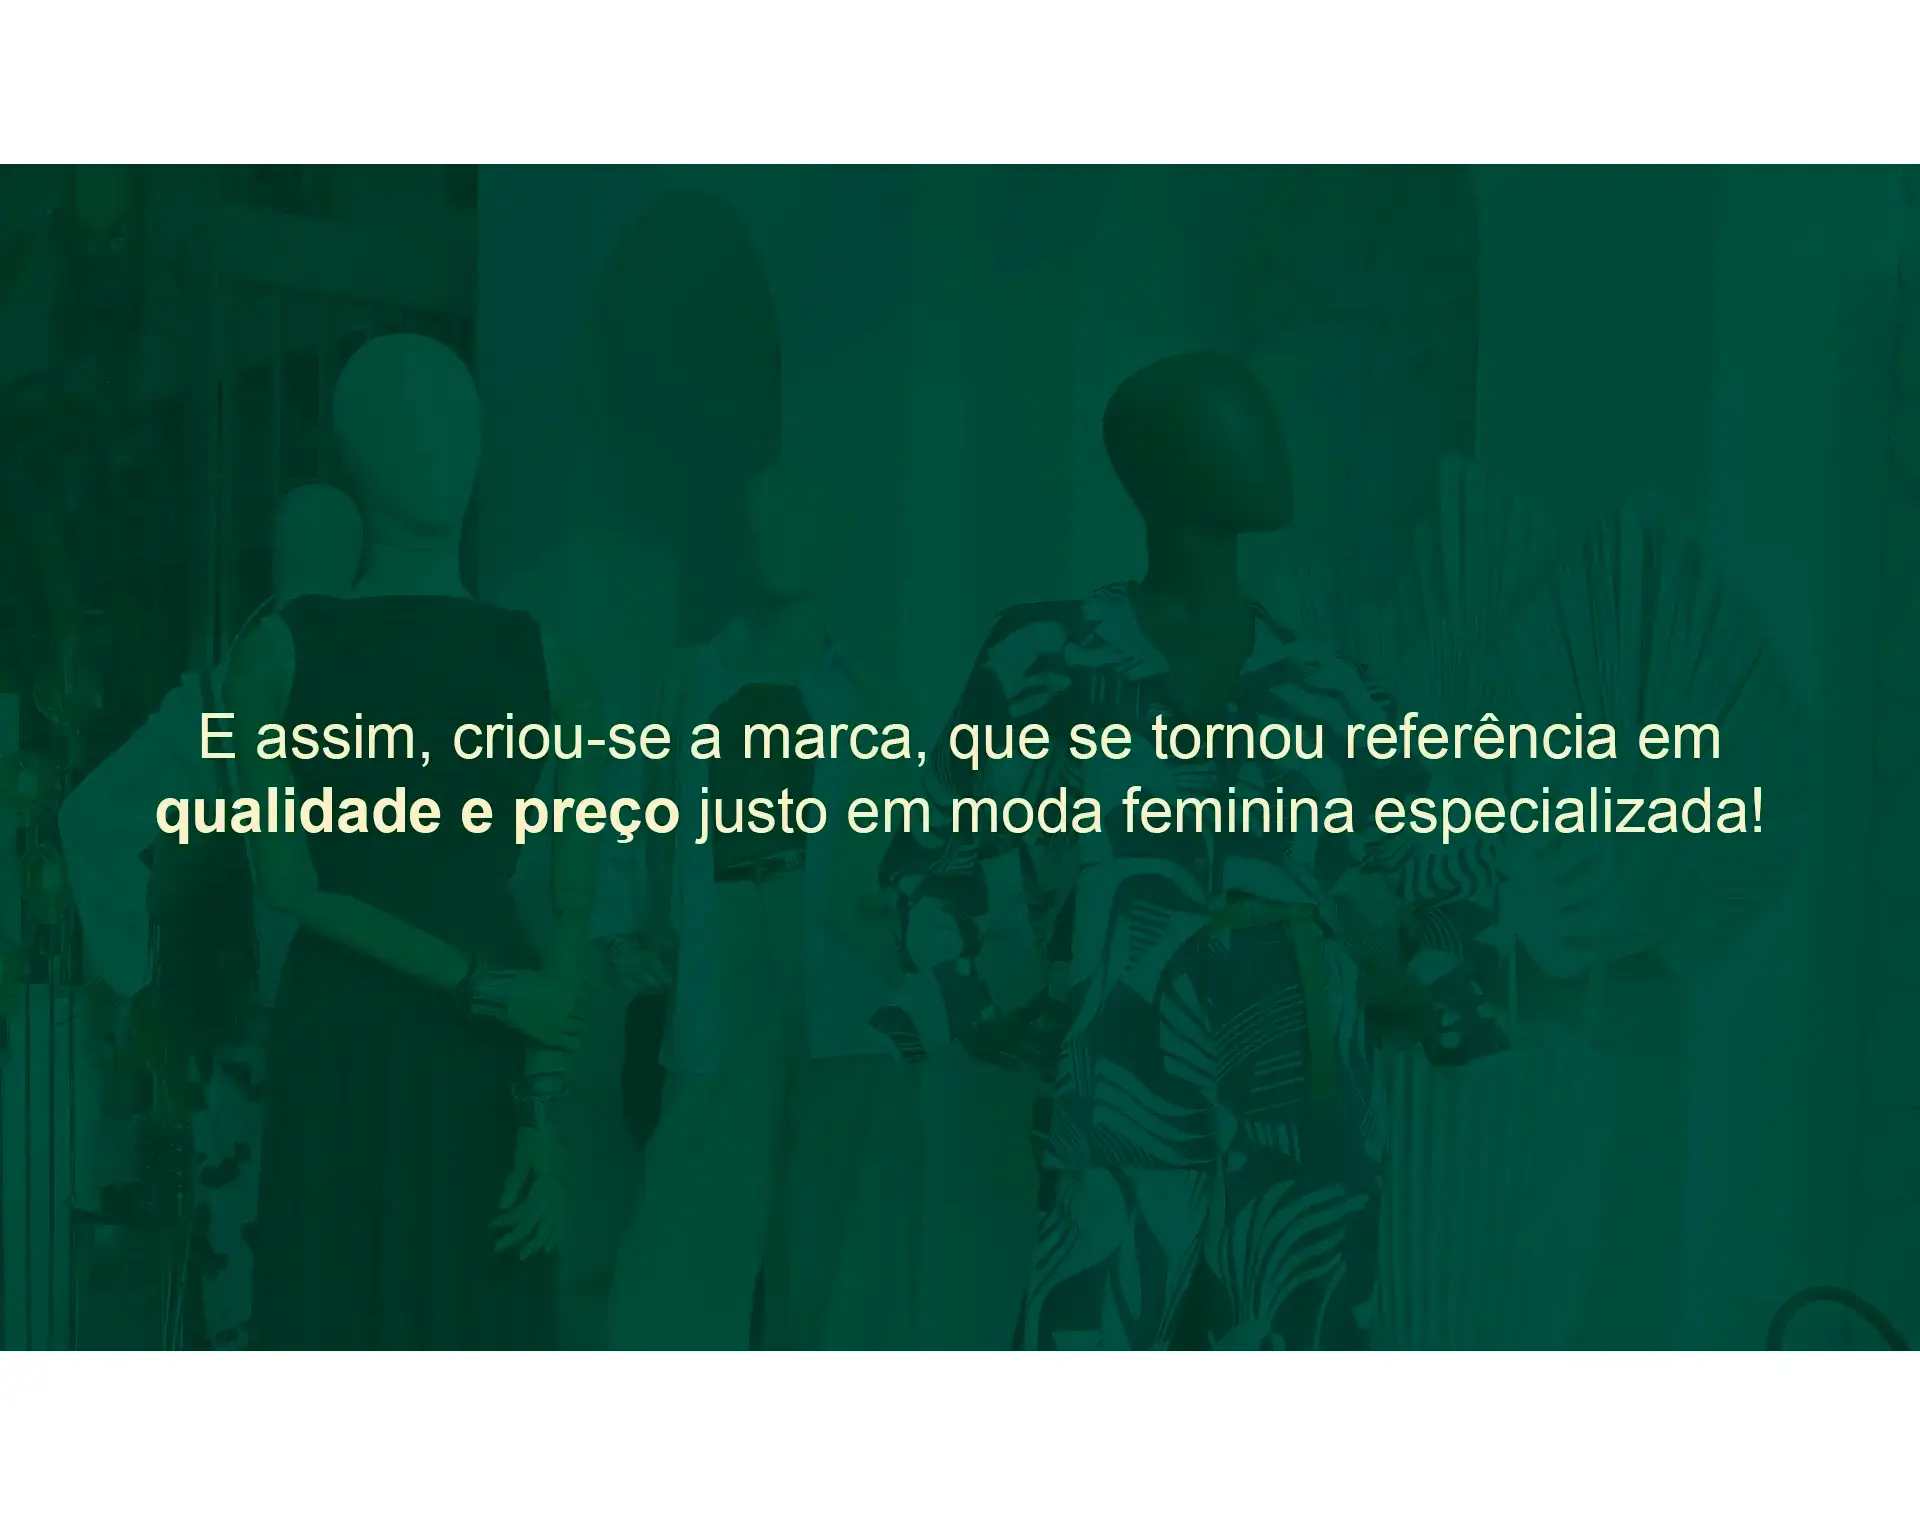 E assim, criou-se a marca, que se tornou referência em
qualidade e preço justo em moda feminina especializada!